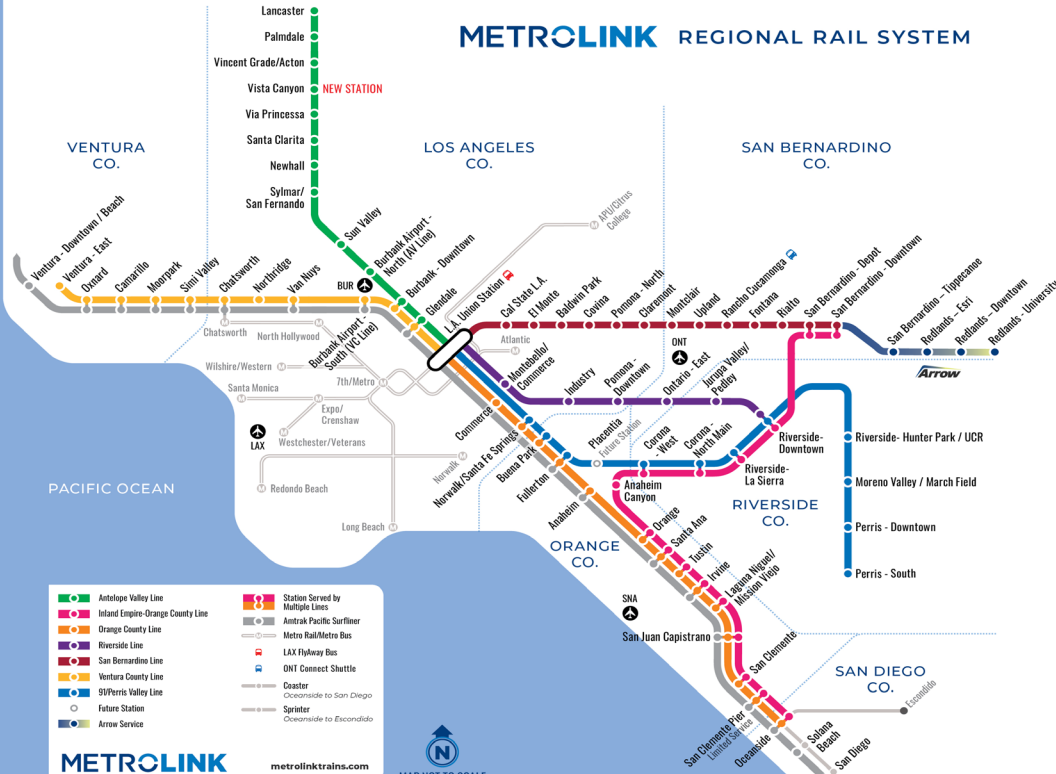 METROLINK REGIONAL RAIL SYSTEM
Lancaster
Palmdale
Vincent Grade/Acton
Vista Canyon
NEW STATION
Via Princessa
Santa Clarita
Newhall
Sylmar/
San Fernando
VENTURA
CO.
LOS ANGELES
CO.
SAN BERNARDINO
CO.
Sun Valley
Burbank Airport -
North (AV Line)
Burbank - Downtown
Glendale
L.A. Union Station
APU/Citrus
College
Ventura - Downtown / Beach
Ventura - East
Oxnard
Camarillo
Moorpark
Simi Valley
Chatsworth
Northridge
Van Nuys
BUR
Burbank Airport -
South (VC Line)
Cal State L.A.
El Monte
Baldwin Park
Covina
Pomona - North
Claremont
Montclair
Upland
Rancho Cucamonga
Fontana
Rialto
San Bernardino - Depot
San Bernardino - Downtown
San Bernardino - Tippecanoe
Redlands - Esri
Redlands - Downtown
Redlands - University
ARROW
Chatsworth
North Hollywood
Wilshire/Western
7th/Metro
Santa Monica
Expo/
Crenshaw
LAX
Westchester/Veterans
Norwalk
Redondo Beach
Long Beach
Atlantic
PACIFIC OCEAN
Montebello/
Commerce
Industry
Pomona -
Downtown
ONT
Ontario - East
Jurupa Valley/
Pedley
Riverside-
Downtown
Commerce
Norwalk/Santa Fe Springs
Buena Park
Fullerton
Anaheim
Placentia
Future Station
Corona
- West
Corona -
North Main
Riverside-
La Sierra
Riverside- Hunter Park / UCR
Moreno Valley / March Field
Perris - Downtown
Perris - South
RIVERSIDE
CO.
Anaheim
Canyon
Orange
Santa Ana
Tustin
Irvine
Laguna Niguel/
Mission Viejo
ORANGE
CO.
SNA
San Juan Capistrano
San Clemente
San Clemente Pier
Limited Service
Oceanside
SAN DIEGO
CO.
Escondido
Solana
Beach
San Diego
Antelope Valley Line
Inland Empire-Orange County Line
Orange County Line
Riverside Line
San Bernardino Line
Ventura County Line
91/Perris Valley Line
Future Station
Arrow Service
Station Served by
Multiple Lines
Amtrak Pacific Surfliner
Metro Rail/Metro Bus
LAX FlyAway Bus
ONT Connect Shuttle
Coaster
Oceanside to San Diego
Sprinter
Oceanside to Escondido
METROLINK
metrolinktrains.com
N
MAP NOT TO SCALE